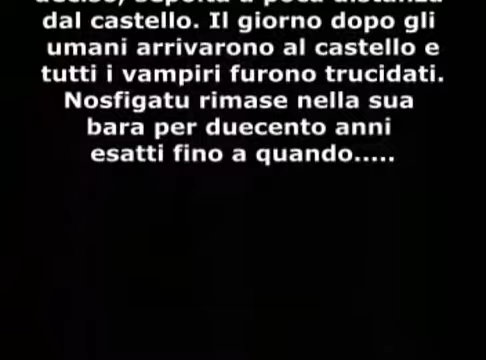 deciso, sepolta a poca distanza
dal castello. Il giorno dopo gli
umani arrivarono al castello e
tutti i vampiri furono trucidati.
Nosfigatu rimase nella sua
bara per duecento anni
esatti fino a quando.....